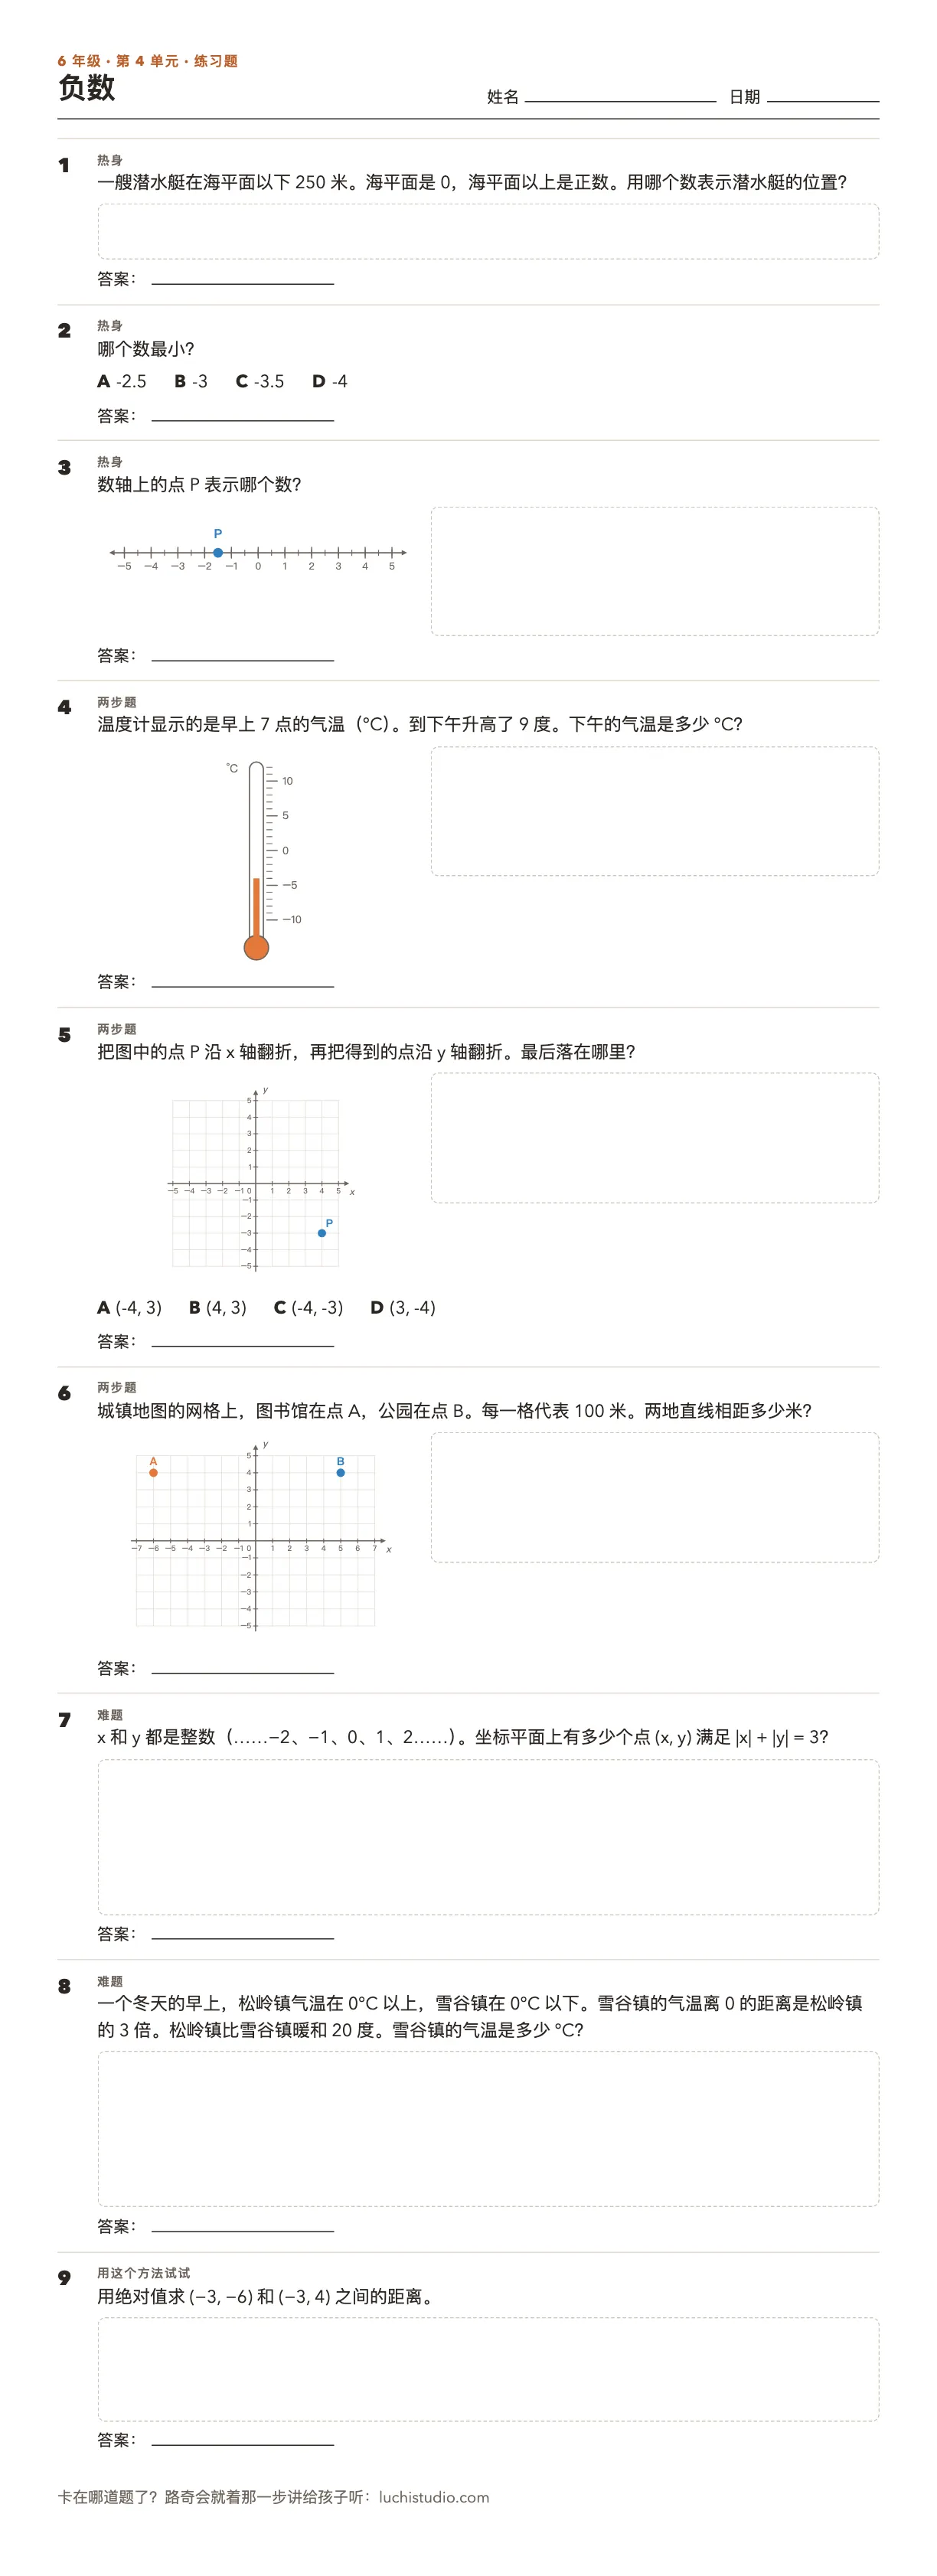 6 年级 · 第 4 单元 · 练习题
负数
姓名 日期
1
热身
一艘潜水艇在海平面以下 250 米。海平面是 0，海平面以上是正数。用哪个数表示潜水艇的位置？
答案：
2
热身
哪个数最小？
A -2.5 B -3 C -3.5 D -4
答案：
3
热身
数轴上的点 P 表示哪个数？
P
−5 −4 −3 −2 −1 0 1 2 3 4 5
答案：
4
两步题
温度计显示的是早上 7 点的气温（°C）。到下午升高了 9 度。下午的气温是多少 °C？
°C
10
5
0
−5
−10
答案：
5
两步题
把图中的点 P 沿 x 轴翻折，再把得到的点沿 y 轴翻折。最后落在哪里？
y
5
4
3
2
1
−5 −4 −3 −2 −1 0 1 2 3 4 5 x
−1
−2
P
−3
−4
−5
A (-4, 3) B (4, 3) C (-4, -3) D (3, -4)
答案：
6
两步题
城镇地图的网格上，图书馆在点 A，公园在点 B。每一格代表 100 米。两地直线相距多少米？
y
5
A B
4
3
2
1
−7 −6 −5 −4 −3 −2 −1 0 1 2 3 4 5 6 7 x
−1
−2
−3
−4
−5
答案：
7
难题
x 和 y 都是整数（……−2、−1、0、1、2……）。坐标平面上有多少个点 (x, y) 满足 |x| + |y| = 3？
答案：
8
难题
一个冬天的早上，松岭镇气温在 0°C 以上，雪谷镇在 0°C 以下。雪谷镇的气温离 0 的距离是松岭镇
的 3 倍。松岭镇比雪谷镇暖和 20 度。雪谷镇的气温是多少 °C？
答案：
9
用这个方法试试
用绝对值求 (−3, −6) 和 (−3, 4) 之间的距离。
答案：
卡在哪道题了？路奇会就着那一步讲给孩子听：luchistudio.com